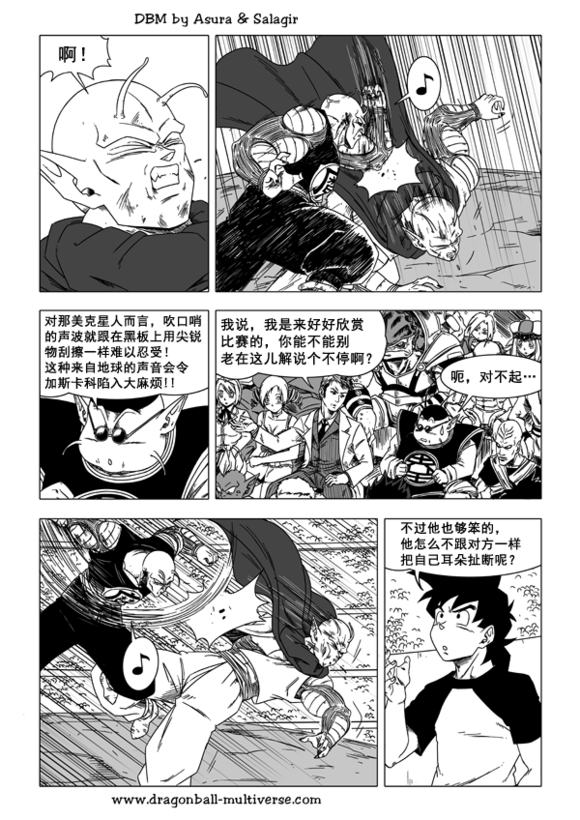 DBM by Asura & Salagir
啊!
♪
对那美克星人而言，吹口哨
的声波就跟在黑板上用尖锐
物刮擦一样难以忍受!
这种来自地球的声音会令
加斯卡科陷入大麻烦!!
我说，我是来好好欣赏
比赛的，你能不能别
老在这儿解说个不停啊?
呃，对不起…
♪
不过他也够笨的，
他怎么不跟对方一样
把自己耳朵扯断呢?
www.dragonball-multiverse.com